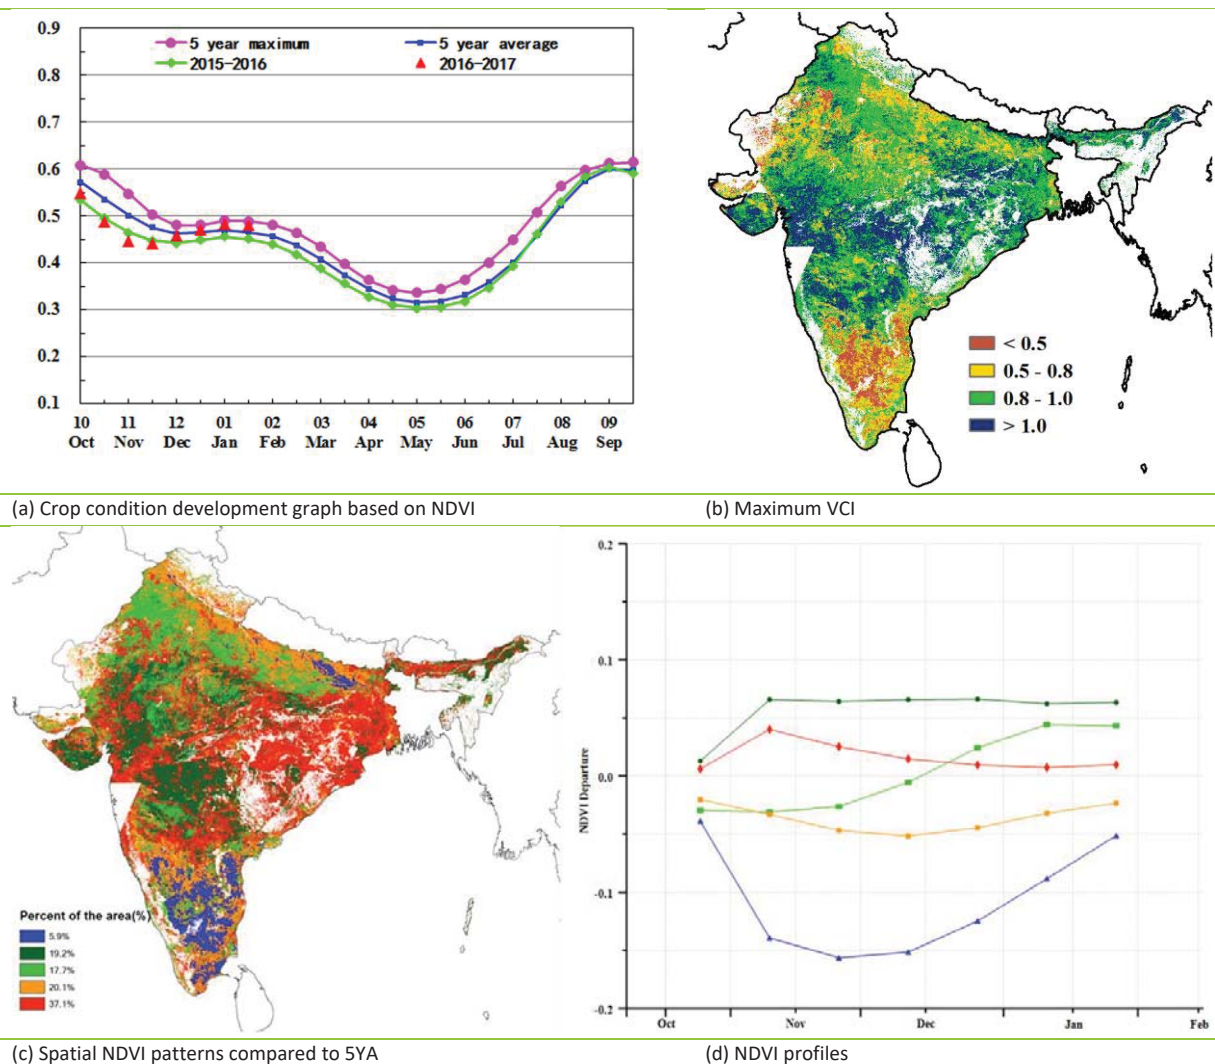 0.9
0.8
0.7
0.6
0.5
0.4
0.3
0.2
0.1
5 year maximum
5 year average
2015-2016
2016-2017
10 11 12 01 02 03 04 05 06 07 08 09
Oct Nov Dec Jan Feb Mar Apr May Jun Jul Aug Sep
< 0.5
0.5 - 0.8
0.8 - 1.0
> 1.0
(a) Crop condition development graph based on NDVI
(b) Maximum VCI
Percent of the area(%)
5.9%
19.2%
17.7%
20.1%
37.1%
NDVI Departure
0.2
0.1
0.0
-0.1
-0.2
Oct Nov Dec Jan Feb
(c) Spatial NDVI patterns compared to 5YA
(d) NDVI profiles